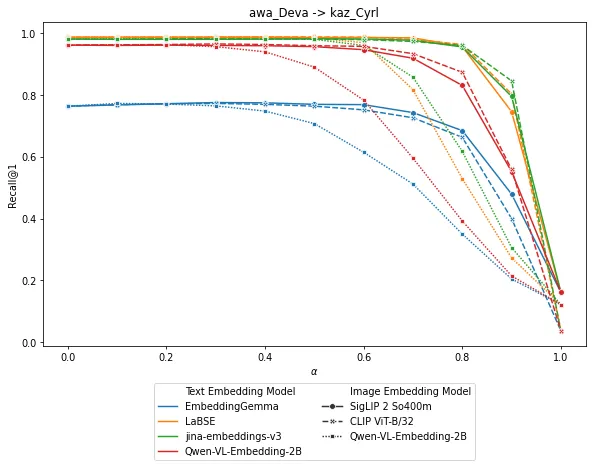 awa_Deva -> kaz_Cyrl
Recall@1
1.0
0.8
0.6
0.4
0.2
0.0
0.0 0.2 0.4 0.6 0.8 1.0
α
Text Embedding Model
EmbeddingGemma
LaBSE
jina-embeddings-v3
Qwen-VL-Embedding-2B
Image Embedding Model
SigLIP 2 So400m
CLIP ViT-B/32
Qwen-VL-Embedding-2B